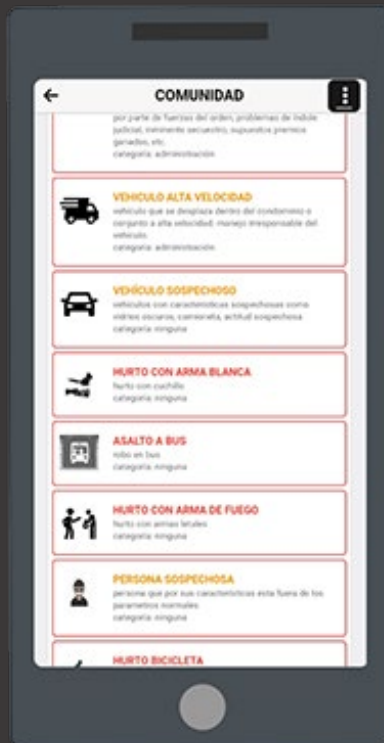 COMUNIDAD
por parte de fuerzas del orden, problemas de índole
judicial, inminente secuestro, supuestos premios
ganados, etc.
categoria: administración
VEHICULO ALTA VELOCIDAD
vehiculo que se desplaza dentro del condominio o
conjunto a alta velocidad, manejo irresponsable del
vehiculo.
categoria: administración
VEHÍCULO SOSPECHOSO
vehiculos con características sospechosas como
vidrios oscuros, camioneta, actitud sospechosa
categoria: ninguna
HURTO CON ARMA BLANCA
hurto con cuchillo
categoria: ninguna
ASALTO A BUS
robo en bus
categoria: ninguna
HURTO CON ARMA DE FUEGO
hurto con armas letales
categoria: ninguna
PERSONA SOSPECHOSA
persona que por sus características esta fuera de los
parametros normales
categoria: ninguna
HURTO BICICLETA